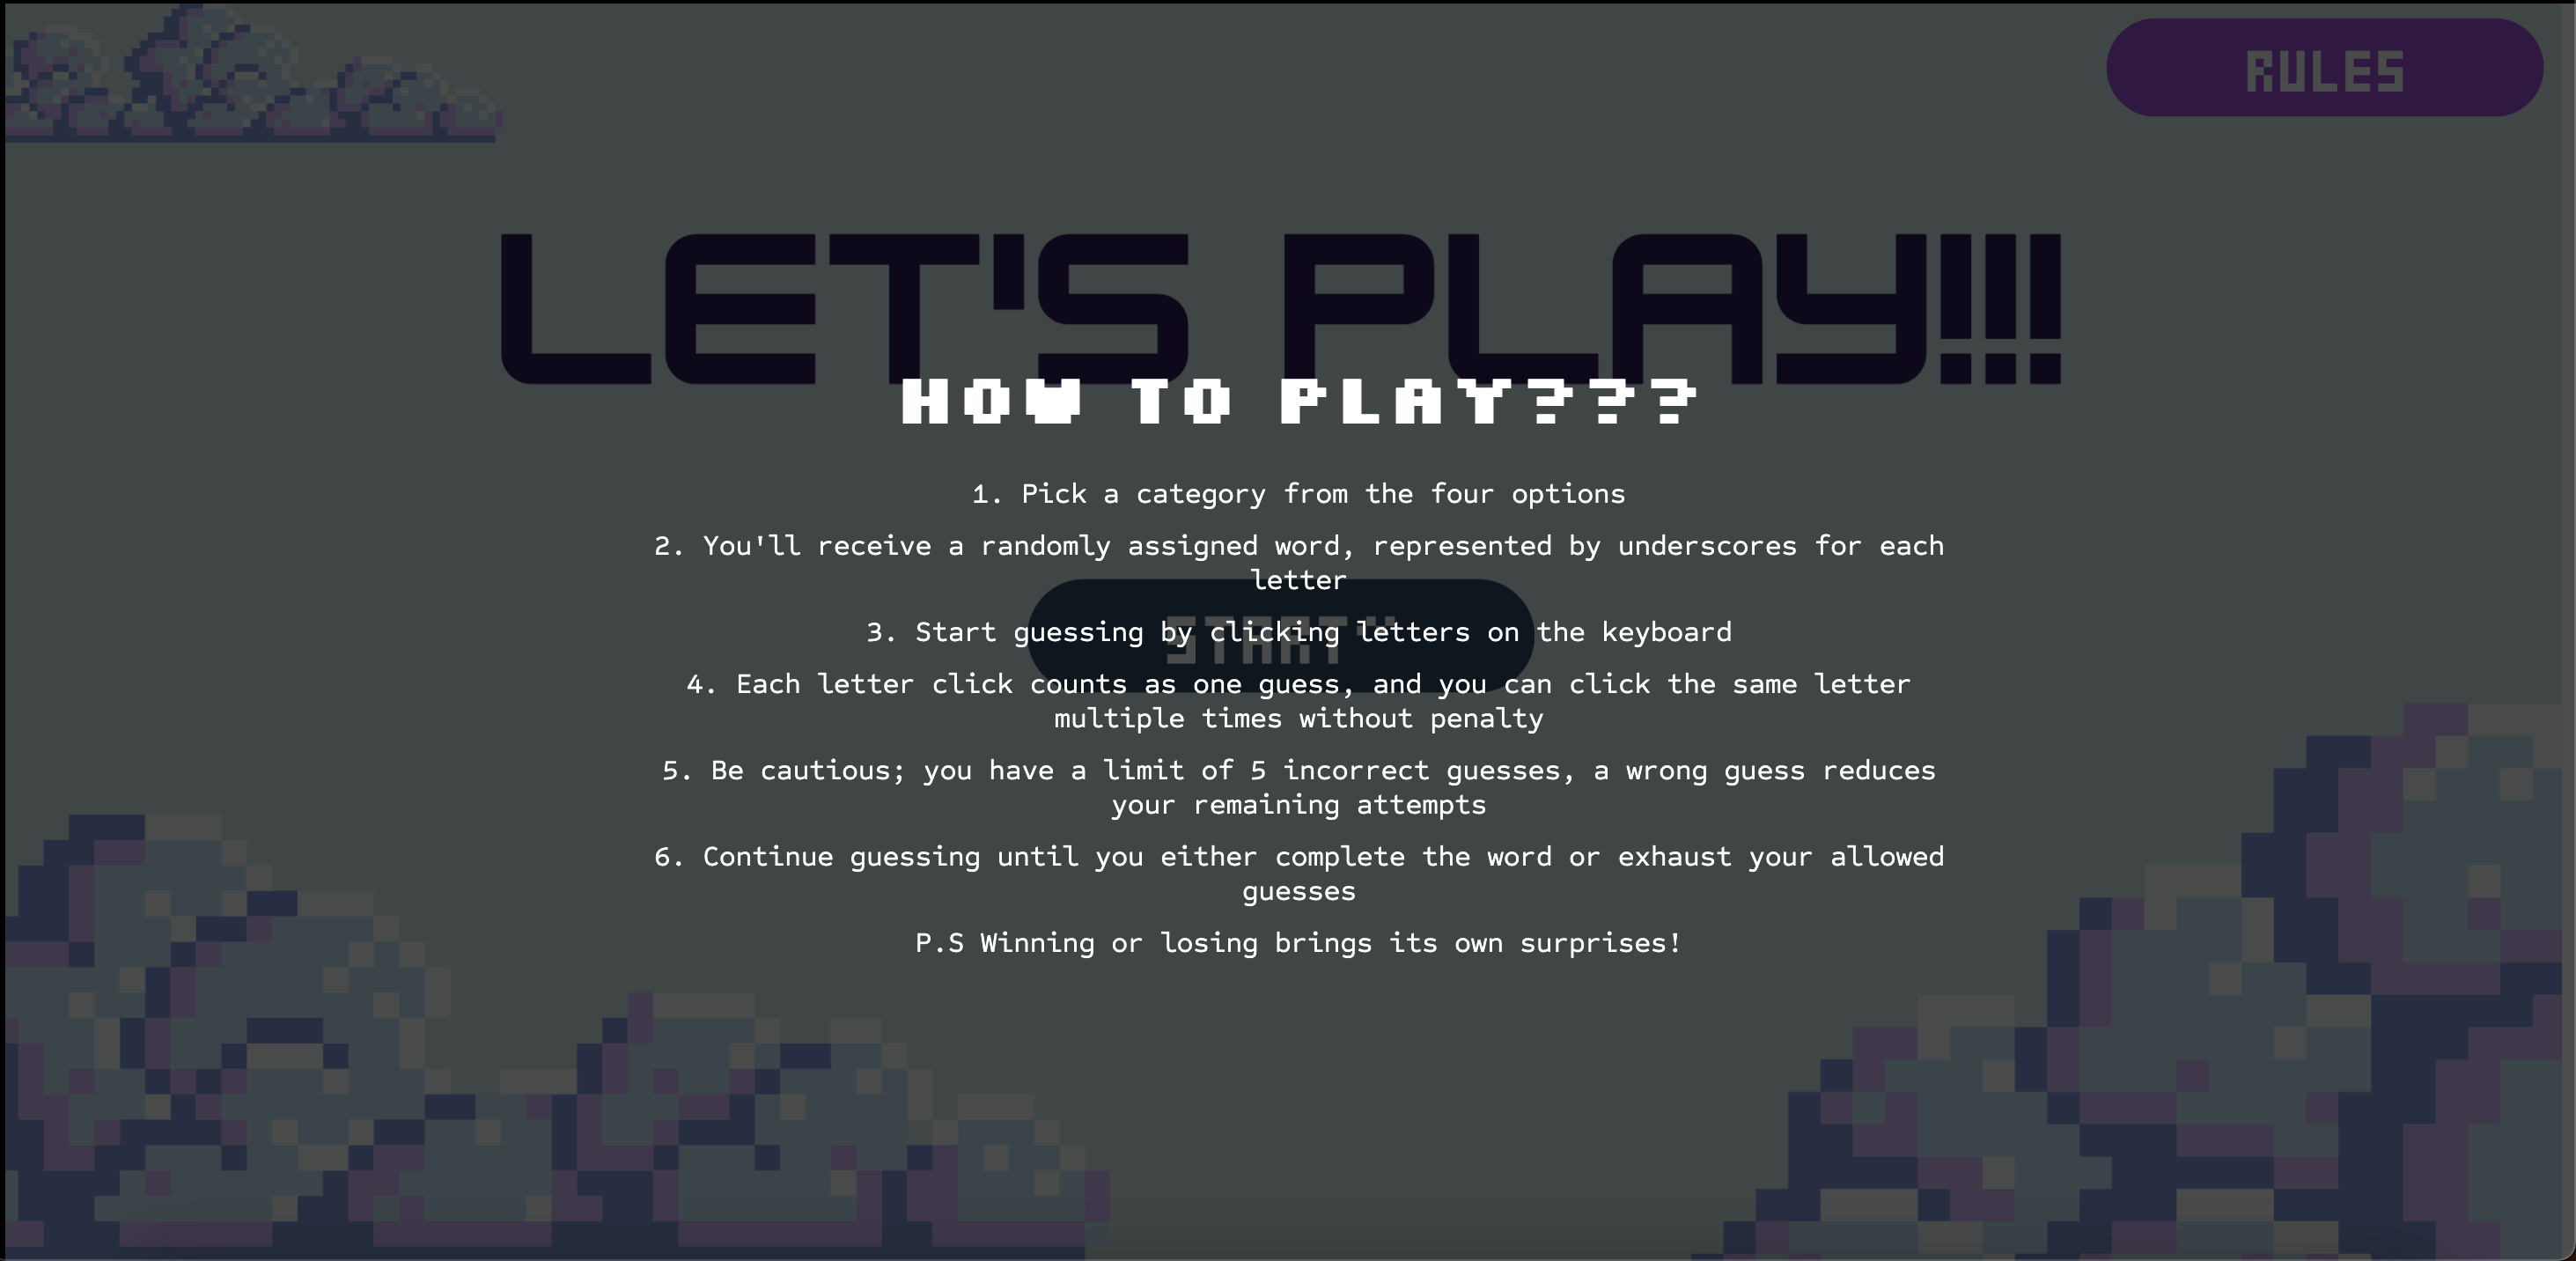 RULES
LET'S PLAY!!!
HOW TO PLAY???
1. Pick a category from the four options
2. You'll receive a randomly assigned word, represented by underscores for each
letter
START
3. Start guessing by clicking letters on the keyboard
4. Each letter click counts as one guess, and you can click the same letter
multiple times without penalty
5. Be cautious; you have a limit of 5 incorrect guesses, a wrong guess reduces
your remaining attempts
6. Continue guessing until you either complete the word or exhaust your allowed
guesses
P.S Winning or losing brings its own surprises!